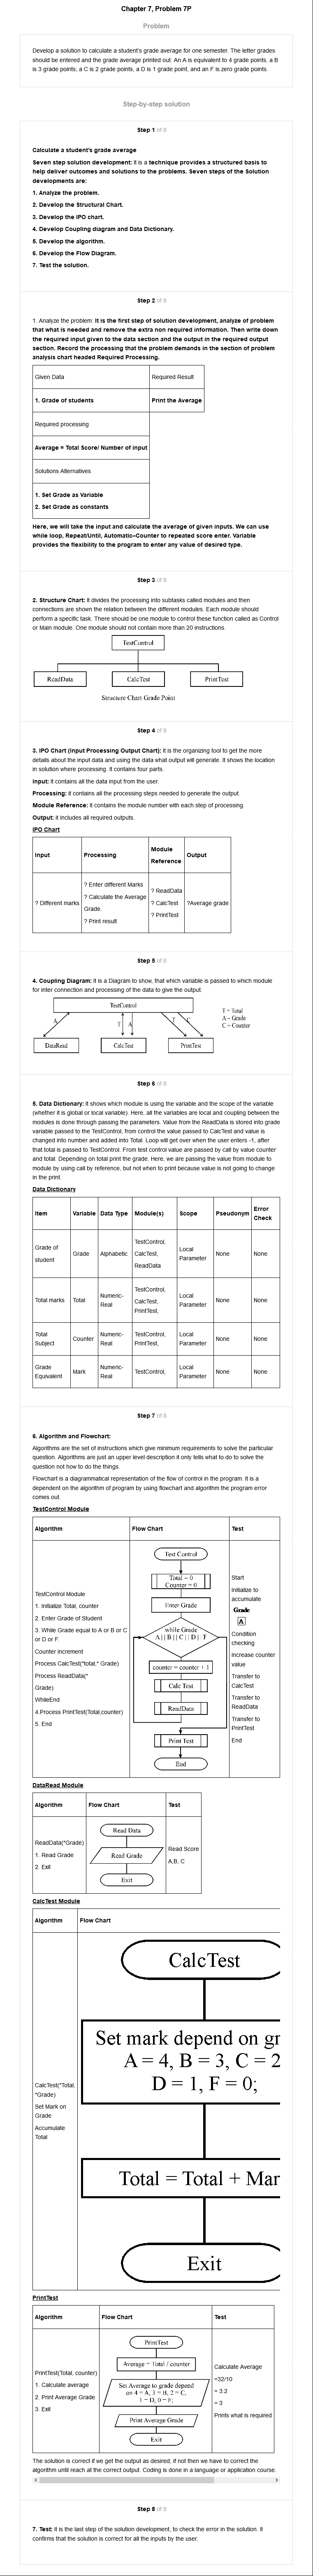 Chapter 7, Problem 7P
Problem
Develop a solution to calculate a student's grade average for one semester. The letter grades
should be entered and the grade average printed out. An A is equivalent to 4 grade points, a B
is 3 grade points; a C is 2 grade points, a D is 1 grade point, and an F is zero grade points.
Step-by-step solution
Step 1 of 8
Calculate a student's grade average
Seven step solution development: It is a technique provides a structured basis to
help deliver outcomes and solutions to the problems. Seven steps of the Solution
developments are:
1. Analyze the problem.
2. Develop the Structural Chart.
3. Develop the IPO chart.
4. Develop Coupling diagram and Data Dictionary.
5. Develop the algorithm.
6. Develop the Flow Diagram.
7. Test the solution.
Step 2 of 8
1. Analyze the problem: It is the first step of solution development, analyze of problem
that what is needed and remove the extra non required information. Then write down
the required input given to the data section and the output in the required output
section. Record the processing that the problem demands in the section of problem
analysis chart headed Required Processing.
Given Data
Required Result
1. Grade of students
Print the Average
Required processing
Average = Total Score/ Number of input
Solutions Alternatives
1. Set Grade as Variable
2. Set Grade as constants
Here, we will take the input and calculate the average of given inputs. We can use
while loop, Repeat/Until, Automatic–Counter to repeated score enter. Variable
provides the flexibility to the program to enter any value of desired type.
Step 3 of 8
2. Structure Chart: It divides the processing into subtasks called modules and then
connections are shown the relation between the different modules. Each module should
perform a specific task. There should be one module to control these function called as Control
or Main module. One module should not contain more than 20 instructions.
TestControl
ReadData
CalcTest
PrintTest
Structure Chart Grade Point
Step 4 of 8
3. IPO Chart (Input Processing Output Chart): It is the organizing tool to get the more
details about the input data and using the data what output will generate. It shows the location
in solution where processing. It contains four parts.
Input: It contains all the data input from the user.
Processing: It contains all the processing steps needed to generate the output.
Module Reference: It contains the module number with each step of processing.
Output: It includes all required outputs.
IPO Chart
Input
Processing
Module
Reference
Output
? Different marks
? Enter different Marks
? Calculate the Average
Grade.
? Print result
? ReadData
? CalcTest
? PrintTest
?Average grade
Step 5 of 8
4. Coupling Diagram: It is a Diagram to show, that which variable is passed to which module
for inter connection and processing of the data to give the output.
TestControl
A
T
A
T
C
DataRead
CalcTest
PrintTest
T = Total
A – Grade
C – Counter
Step 6 of 8
5. Data Dictionary: It shows which module is using the variable and the scope of the variable
(whether it is global or local variable). Here, all the variables are local and coupling between the
modules is done through passing the parameters. Value from the ReadData is stored into grade
variable passed to the TestControl, from control the value passed to CalcTest and value is
changed into number and added into Total. Loop will get over when the user enters -1, after
that total is passed to TestControl. From test control value are passed by call by value counter
and total. Depending on total print the grade. Here, we are passing the value from module to
module by using call by reference, but not when to print because value is not going to change
in the print.
Data Dictionary
Item
Variable
Data Type
Module(s)
Scope
Pseudonym
Error
Check
Grade of
student
Grade
Alphabetic
TestControl,
CalcTest,
ReadData
Local
Parameter
None
None
Total marks
Total
Numeric-
Real
TestControl,
CalcTest,
PrintTest,
Local
Parameter
None
None
Total
Subject
Counter
Numeric-
Real
TestControl,
PrintTest,
Local
Parameter
None
None
Grade
Equivalent
Mark
Numeric-
Real
TestControl,
Local
Parameter
None
None
Step 7 of 8
6. Algorithm and Flowchart:
Algorithms are the set of instructions which give minimum requirements to solve the particular
question. Algorithms are just an upper level description it only tells what to do to solve the
question not how to do the things.
Flowchart is a diagrammatical representation of the flow of control in the program. It is a
dependent on the algorithm of program by using flowchart and algorithm the program error
comes out.
TestControl Module
Algorithm
Flow Chart
Test
TestControl Module
1. Initialize Total, counter
2. Enter Grade of Student
3. While Grade equal to A or B or C
or D or F.
Counter increment
Process CalcTest(*total,* Grade)
Process ReadData(*
Grade)
WhileEnd
4.Process PrintTest(Total,counter)
5. End
Test Control
Total = 0
Counter = 0
Enter Grade
while Grade
A || B || C || D || F
counter = counter + 1
Calc Test
ReadData
Print Test
End
Start
Initialize to
accumulate
Grade
A
Condition
checking
Increase counter
value
Transfer to
CalcTest
Transfer to
ReadData
Transfer to
PrintTest
End
DataRead Module
Algorithm
Flow Chart
Test
ReadData(*Grade)
1. Read Grade
2. Exit
Read Data
Read Grade
Exit
Read Score
A,B, C
CalcTest Module
Algorithm
Flow Chart
CalcTest(*Total,
*Grade)
Set Mark on
Grade
Accumulate
Total
CalcTest
Set mark depend on gr
A = 4, B = 3, C = 2
D = 1, F = 0;
Total = Total + Mar
Exit
PrintTest
Algorithm
Flow Chart
Test
PrintTest(Total, counter)
1. Calculate average
2. Print Average Grade
3. Exit
PrintTest
Average = Total / counter
Set Average to grade depend
on 4 = A, 3 = B, 2 = C,
1 = D, 0 = F;
Print Average Grade
Exit
Calculate Average
=32/10
= 3.2
= 3
Prints what is required
The solution is correct if we get the output as desired; if not then we have to correct the
algorithm until reach at the correct output. Coding is done in a language or application course.
Step 8 of 8
7. Test: It is the last step of the solution development, to check the error in the solution. It
confirms that the solution is correct for all the inputs by the user.